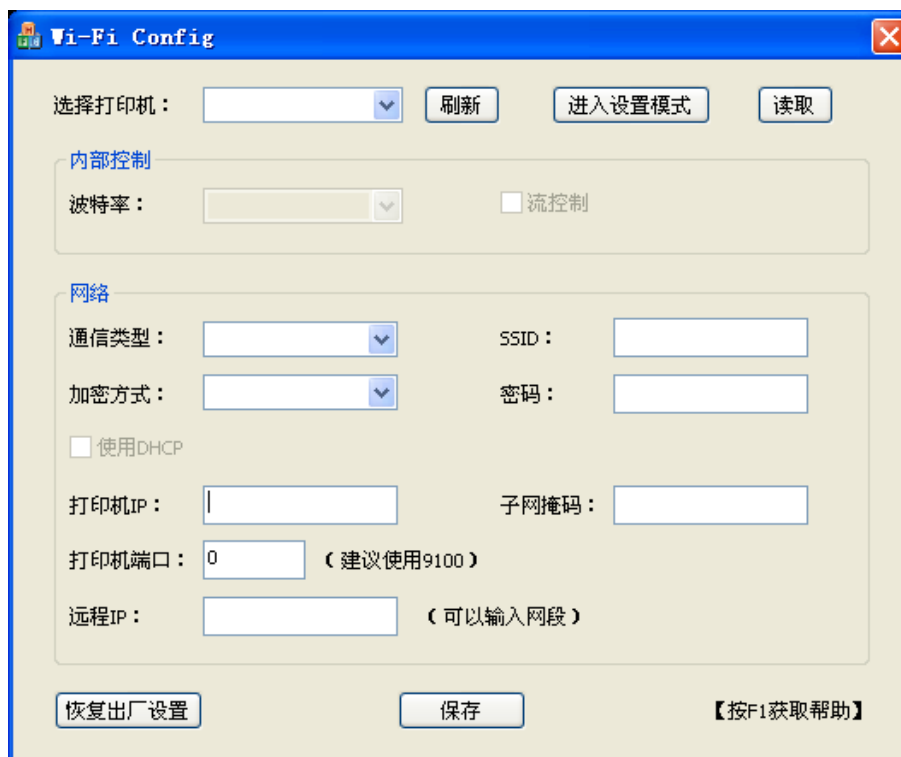 Wi-Fi Config
选择打印机： 刷新 进入设置模式 读取
内部控制
波特率： 流控制
网络
通信类型： SSID：
加密方式： 密码：
使用DHCP
打印机IP： 子网掩码：
打印机端口： 0 （建议使用9100）
远程IP： （可以输入网段）
恢复出厂设置 保存 【按F1获取帮助】